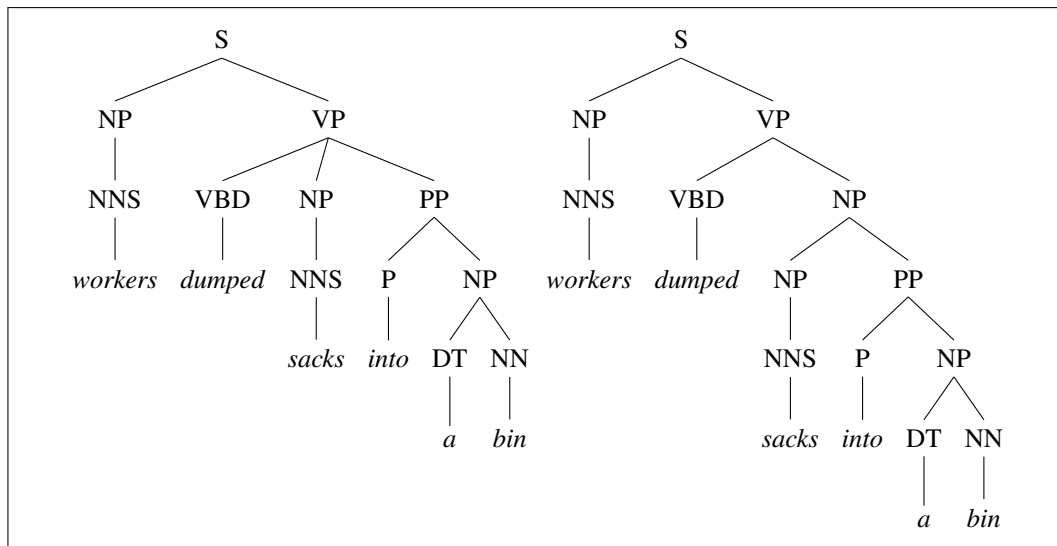 S S
NP VP NP VP
NNS VBD NP PP NNS VBD NP
workers dumped NNS P NP workers dumped NP PP
sacks into DT NN NNS P NP
a bin sacks into DT NN
a bin